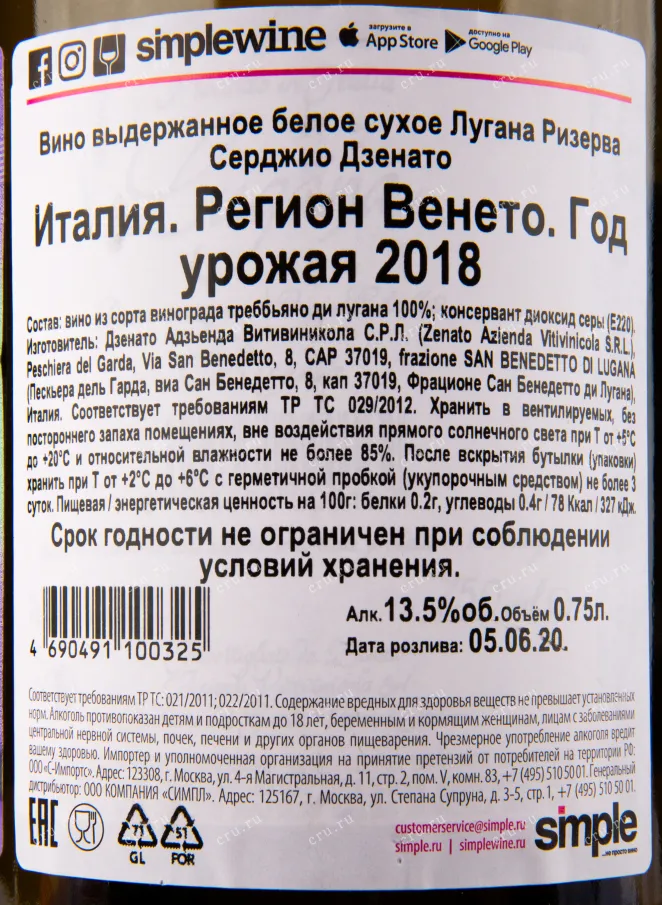 simplewine загрузите в App Store доступно на Google Play
Вино выдержанное белое сухое Лугана Ризерва
Серджио Дзенато
Италия. Регион Венето. Год
урожая 2018
Состав: вино из сорта винограда треббьяно ди лугана 100%; консервант диоксид серы (E220).
Изготовитель: Дзенато Адзьенда Витивиникола С.Р.Л. (Zenato Azienda Vitivinicola S.R.L.),
Peschiera del Garda, Via San Benedetto, 8, CAP 37019, frazione SAN BENEDETTO DI LUGANA
(Пескьера дель Гарда, виа Сан Бенедетто, 8, кап 37019, Фрационе Сан Бенедетто ди Лугана),
Италия. Соответствует требованиям ТР ТС 029/2012. Хранить в вентилируемых, без
постороннего запаха помещениях, вне воздействия прямого солнечного света при Т от +5°С
до +20°С и относительной влажности не более 85%. После вскрытия бутылки (упаковки)
хранить при Т от +2°С до +6°С с герметичной пробкой (укупорочным средством) не более 3
суток. Пищевая / энергетическая ценность на 100г: белки 0.2г, углеводы 0.4г / 78 Ккал / 327 кДж.
Срок годности не ограничен при соблюдении
условий хранения.
Алк. 13.5%об. Объём 0.75л.
Дата розлива: 05.06.20.
4 690491 100325
Соответствует требованиям ТР ТС: 021/2011; 022/2011. Содержание вредных для здоровья веществ не превышает установленных
норм. Алкоголь противопоказан детям и подросткам до 18 лет, беременным и кормящим женщинам, лицам с заболеваниями
центральной нервной системы, почек, печени и других органов пищеварения. Чрезмерное употребление алкоголя вредит
вашему здоровью. Импортер и уполномоченная организация на принятие претензий от потребителей на территории РФ:
ООО «С-Импортс». Адрес: 123308, г. Москва, ул. 4-я Магистральная, д. 11, стр. 2, пом. V, комн. 83, +7 (495) 510 50 01. Генеральный
дистрибьютор: ООО КОМПАНИЯ «СИМПЛ». Адрес: 125167, г. Москва, ул. Степана Супруна, д. 3-5, стр. 1, +7 (495) 510 50 01.
EAC 71 GL 51 FOR
customerservice@simple.ru
simple.ru | simplewine.ru
simple
...не просто вино
cru.ru